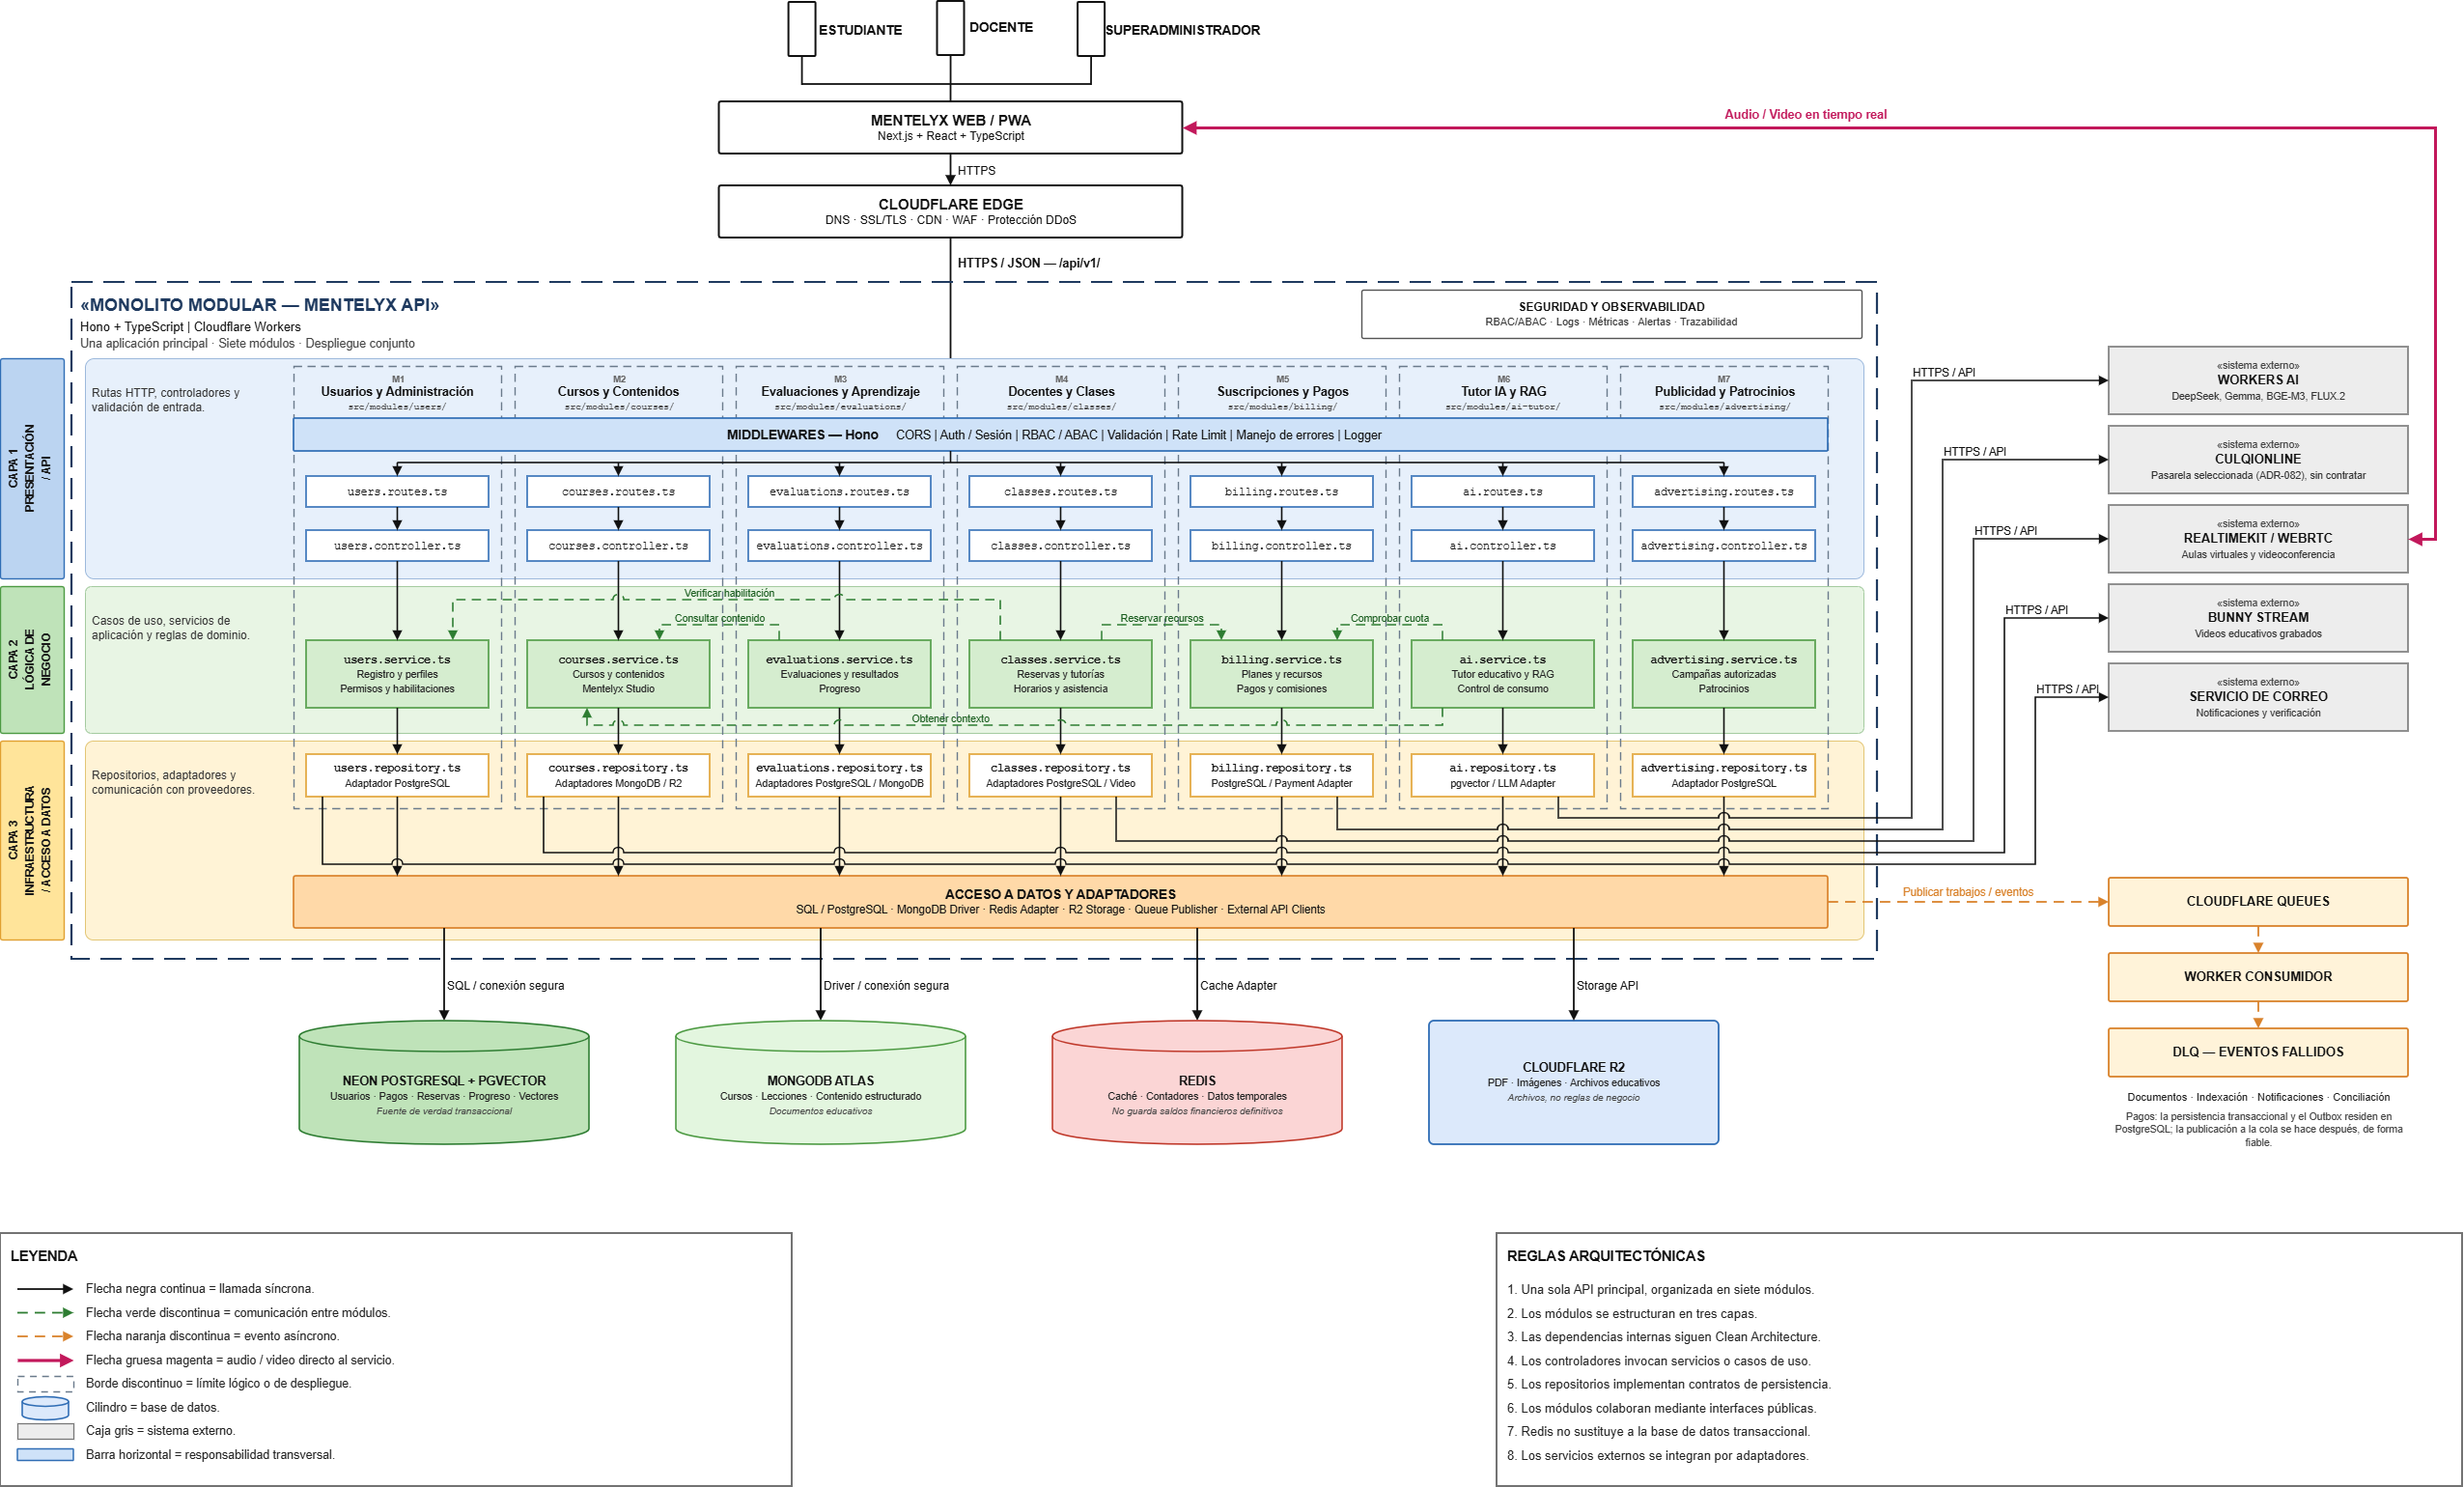 ESTUDIANTE
DOCENTE
SUPERADMINISTRADOR
MENTELYX WEB / PWA
Next.js + React + TypeScript
Audio / Video en tiempo real
HTTPS
CLOUDFLARE EDGE
DNS · SSL/TLS · CDN · WAF · Protección DDoS
HTTPS / JSON — /api/v1/
«MONOLITO MODULAR — MENTELYX API»
Hono + TypeScript | Cloudflare Workers
Una aplicación principal · Siete módulos · Despliegue conjunto
SEGURIDAD Y OBSERVABILIDAD
RBAC/ABAC · Logs · Métricas · Alertas · Trazabilidad
CAPA 1
PRESENTACIÓN
/ API
Rutas HTTP, controladores y
validación de entrada.
M1
Usuarios y Administración
src/modules/users/
M2
Cursos y Contenidos
src/modules/courses/
M3
Evaluaciones y Aprendizaje
src/modules/evaluations/
M4
Docentes y Clases
src/modules/classes/
M5
Suscripciones y Pagos
src/modules/billing/
M6
Tutor IA y RAG
src/modules/ai-tutor/
M7
Publicidad y Patrocinios
src/modules/advertising/
MIDDLEWARES — Hono CORS | Auth / Sesión | RBAC / ABAC | Validación | Rate Limit | Manejo de errores | Logger
users.routes.ts
courses.routes.ts
evaluations.routes.ts
classes.routes.ts
billing.routes.ts
ai.routes.ts
advertising.routes.ts
users.controller.ts
courses.controller.ts
evaluations.controller.ts
classes.controller.ts
billing.controller.ts
ai.controller.ts
advertising.controller.ts
CAPA 2
LÓGICA DE
NEGOCIO
Casos de uso, servicios de
aplicación y reglas de dominio.
Verificar habilitación
Consultar contenido
Reservar recursos
Comprobar cuota
users.service.ts
Registro y perfiles
Permisos y habilitaciones
courses.service.ts
Cursos y contenidos
Mentelyx Studio
evaluations.service.ts
Evaluaciones y resultados
Progreso
classes.service.ts
Reservas y tutorías
Horarios y asistencia
billing.service.ts
Planes y recursos
Pagos y comisiones
ai.service.ts
Tutor educativo y RAG
Control de consumo
advertising.service.ts
Campañas autorizadas
Patrocinios
Obtener contexto
CAPA 3
INFRAESTRUCTURA
/ ACCESO A DATOS
Repositorios, adaptadores y
comunicación con proveedores.
users.repository.ts
Adaptador PostgreSQL
courses.repository.ts
Adaptadores MongoDB / R2
evaluations.repository.ts
Adaptadores PostgreSQL / MongoDB
classes.repository.ts
Adaptadores PostgreSQL / Video
billing.repository.ts
PostgreSQL / Payment Adapter
ai.repository.ts
pgvector / LLM Adapter
advertising.repository.ts
Adaptador PostgreSQL
ACCESO A DATOS Y ADAPTADORES
SQL / PostgreSQL · MongoDB Driver · Redis Adapter · R2 Storage · Queue Publisher · External API Clients
HTTPS / API
«sistema externo»
WORKERS AI
DeepSeek, Gemma, BGE-M3, FLUX.2
HTTPS / API
«sistema externo»
CULQIONLINE
Pasarela seleccionada (ADR-082), sin contratar
HTTPS / API
«sistema externo»
REALTIMEKIT / WEBRTC
Aulas virtuales y videoconferencia
HTTPS / API
«sistema externo»
BUNNY STREAM
Videos educativos grabados
HTTPS / API
«sistema externo»
SERVICIO DE CORREO
Notificaciones y verificación
Publicar trabajos / eventos
CLOUDFLARE QUEUES
WORKER CONSUMIDOR
DLQ — EVENTOS FALLIDOS
Documentos · Indexación · Notificaciones · Conciliación
Pagos: la persistencia transaccional y el Outbox residen en
PostgreSQL; la publicación a la cola se hace después, de forma
fiable.
SQL / conexión segura
Driver / conexión segura
Cache Adapter
Storage API
NEON POSTGRESQL + PGVECTOR
Usuarios · Pagos · Reservas · Progreso · Vectores
Fuente de verdad transaccional
MONGODB ATLAS
Cursos · Lecciones · Contenido estructurado
Documentos educativos
REDIS
Caché · Contadores · Datos temporales
No guarda saldos financieros definitivos
CLOUDFLARE R2
PDF · Imágenes · Archivos educativos
Archivos, no reglas de negocio
LEYENDA
Flecha negra continua = llamada síncrona.
Flecha verde discontinua = comunicación entre módulos.
Flecha naranja discontinua = evento asíncrono.
Flecha gruesa magenta = audio / video directo al servicio.
Borde discontinuo = límite lógico o de despliegue.
Cilindro = base de datos.
Caja gris = sistema externo.
Barra horizontal = responsabilidad transversal.
REGLAS ARQUITECTÓNICAS
1. Una sola API principal, organizada en siete módulos.
2. Los módulos se estructuran en tres capas.
3. Las dependencias internas siguen Clean Architecture.
4. Los controladores invocan servicios o casos de uso.
5. Los repositorios implementan contratos de persistencia.
6. Los módulos colaboran mediante interfaces públicas.
7. Redis no sustituye a la base de datos transaccional.
8. Los servicios externos se integran por adaptadores.